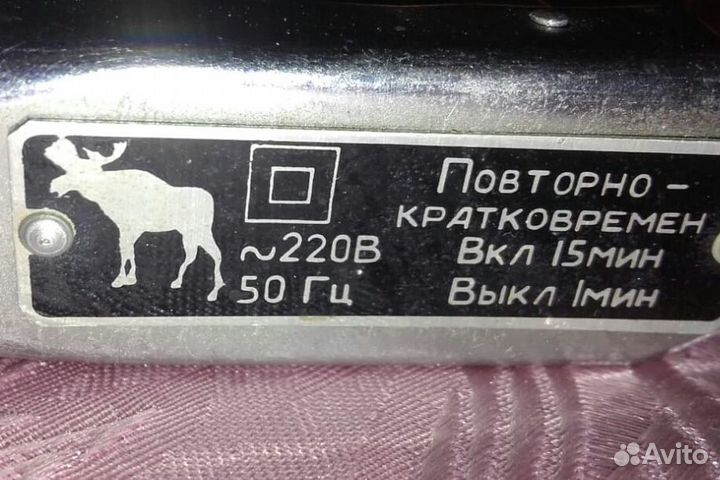 Повторно-
кратковремен
~220В Вкл 15мин
50 Гц Выкл 1мин
Avito